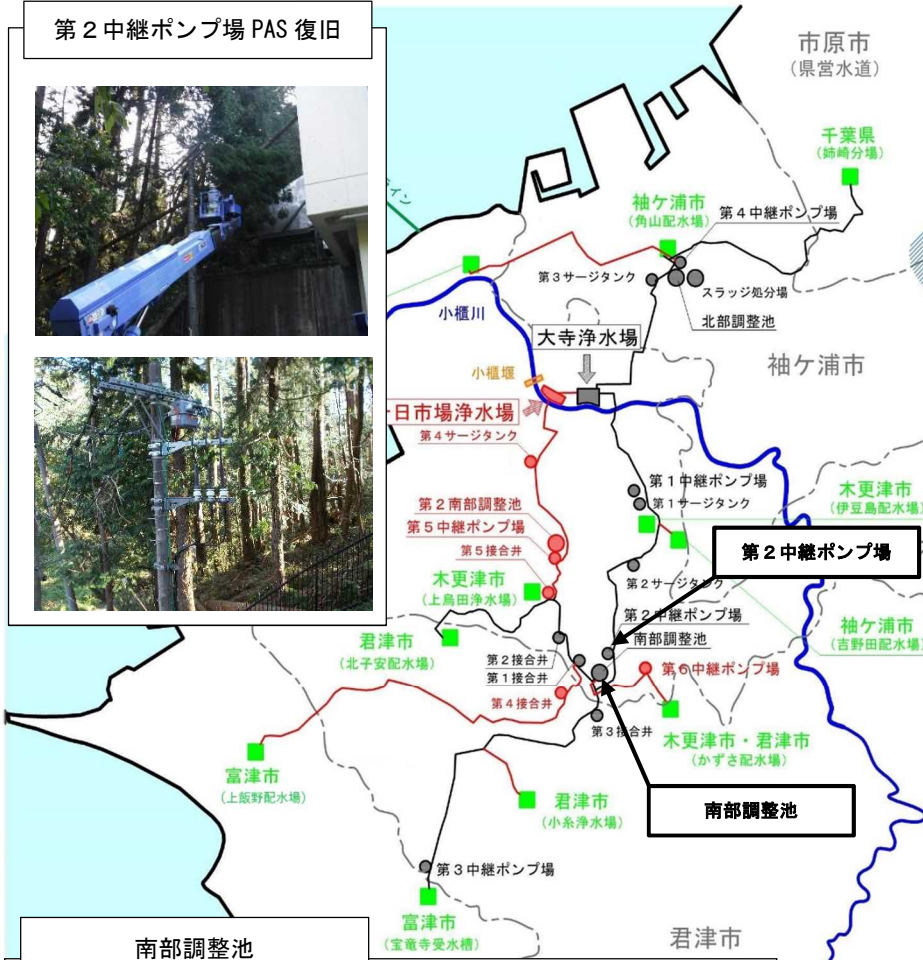 第２中継ポンプ場 PAS 復旧
市原市
（県営水道）
千葉県
（姉崎分場）
袖ケ浦市
（角山配水場）
第４中継ポンプ場
第３サージタンク
スラッジ処分場
北部調整池
小櫃川
大寺浄水場
小櫃堰
袖ケ浦市
日市場浄水場
第４サージタンク
第１中継ポンプ場
第１サージタンク
木更津市
（伊豆島配水場）
第２南部調整池
第５中継ポンプ場
第５接合井
第２中継ポンプ場
第２サージタンク
木更津市
（上烏田浄水場）
第２中継ポンプ場
南部調整池
袖ケ浦市
（吉野田配水場）
君津市
（北子安配水場）
第２接合井
第１接合井
第４接合井
第６中継ポンプ場
第３接合井
木更津市・君津市
（かずさ配水場）
富津市
（上飯野配水場）
君津市
（小糸浄水場）
南部調整池
第３中継ポンプ場
富津市
（宝竜寺受水槽）
君津市
南部調整池